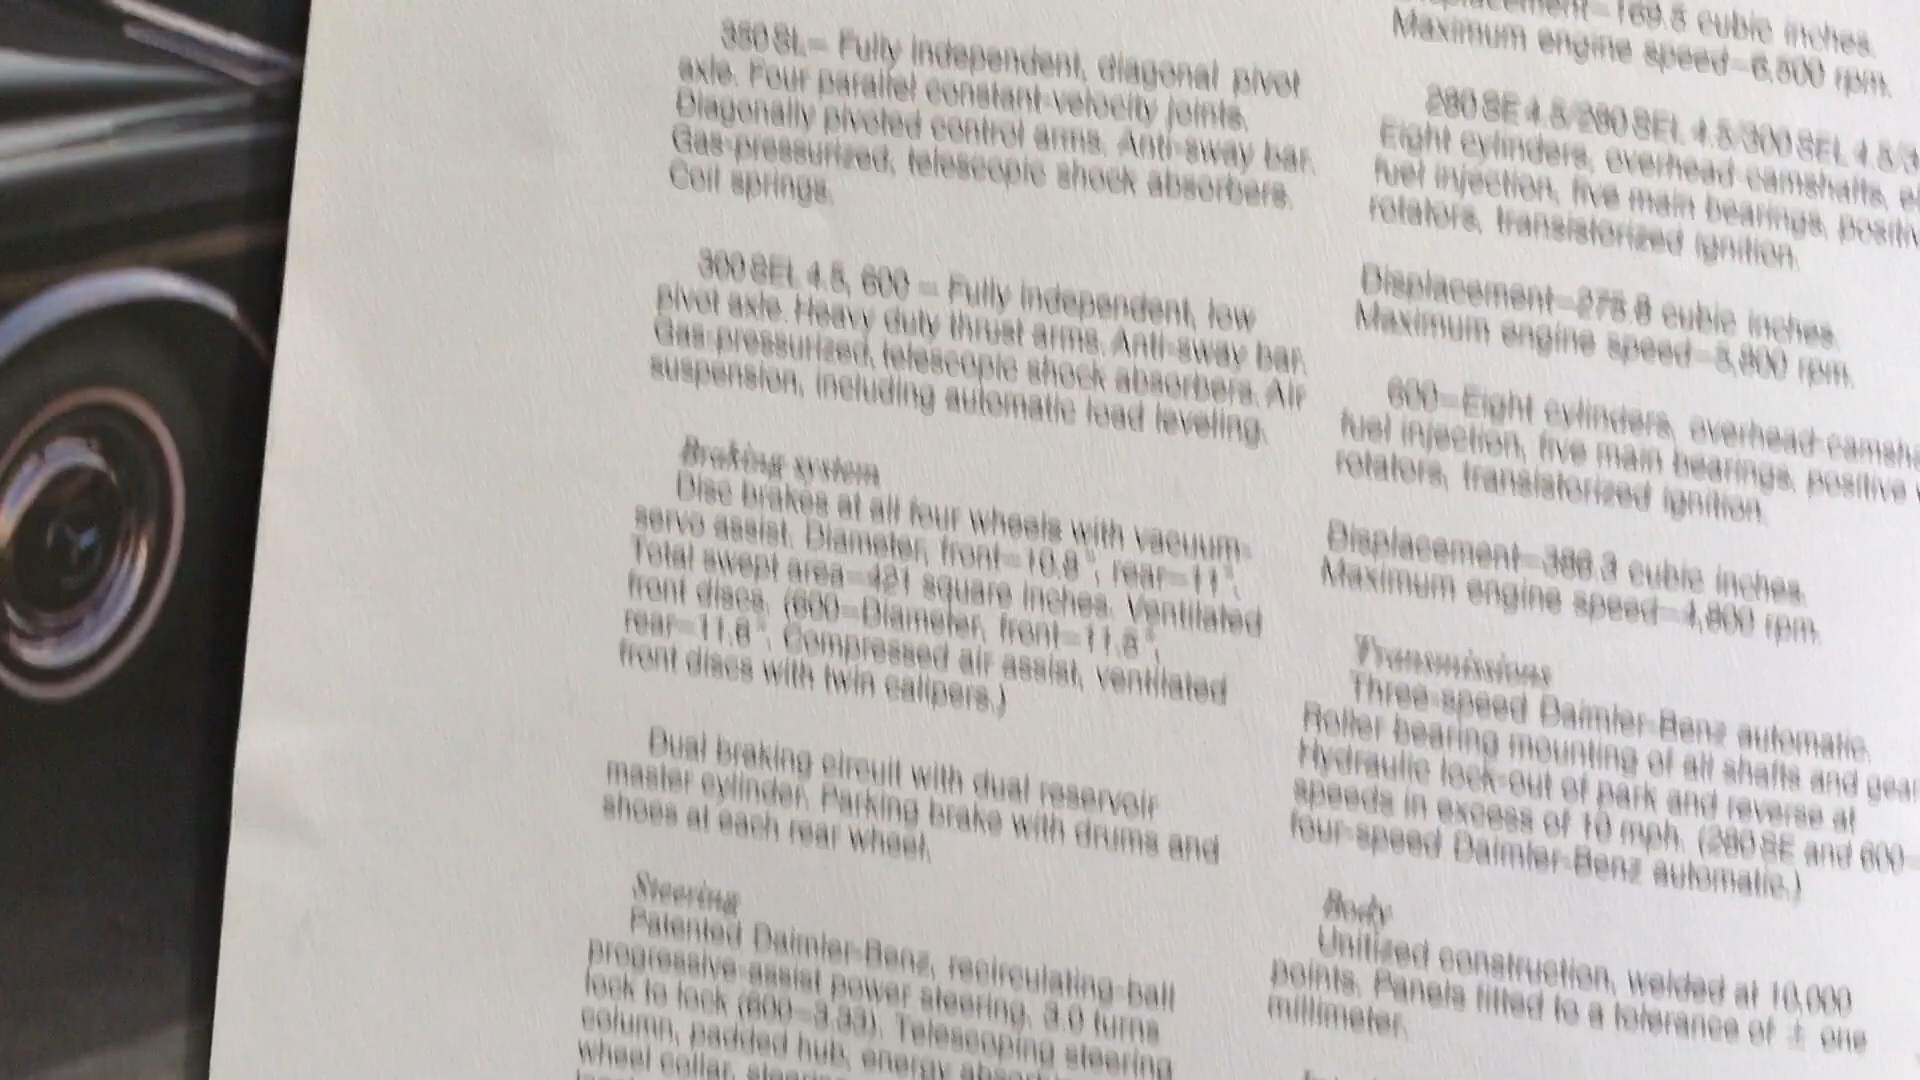 350 SL— Fully independent, diagonal pivot
axle. Four parallel constant-velocity joints.
Diagonally pivoted control arms. Anti-sway bar.
Gas-pressurized, telescopic shock absorbers.
Coil springs.
300 SEL 4.5, 600 — Fully independent, low
pivot axle. Heavy duty thrust arms. Anti-sway bar.
Gas-pressurized, telescopic shock absorbers. Air
suspension, including automatic load leveling.
Braking system
Disc brakes at all four wheels with vacuum-
servo assist. Diameter, front—10.8", rear—11".
Total swept area—421 square inches. Ventilated
front discs. (600—Diameter, front—11.8",
rear—11.6". Compressed air assist, ventilated
front discs with twin calipers.)
Dual braking circuit with dual reservoir
master cylinder. Parking brake with drums and
shoes at each rear wheel.
Steering
Patented Daimler-Benz, recirculating-ball
progressive-assist power steering. 3.0 turns
lock to lock (600—3.33). Telescoping steering
column, padded hub, energy
wheel collar,
169.5 cubic inches.
Maximum engine speed—6,500 rpm.
280 SE 4.5/280 SEL 4.5/300 SEL 4.5/3
Eight cylinders, overhead camshafts, el
fuel injection, five main bearings, positiv
rotators, transistorized ignition.
Displacement—275.8 cubic inches.
Maximum engine speed—5,800 rpm.
600—Eight cylinders, overhead-camsha
fuel injection, five main bearings, positive v
rotators, transistorized ignition.
Displacement—386.3 cubic inches.
Maximum engine speed—4,800 rpm.
Transmissions
Three-speed Daimler-Benz automatic.
Roller bearing mounting of all shafts and gear
Hydraulic lock-out of park and reverse at
speeds in excess of 10 mph. (280 SE and 600—
four-speed Daimler-Benz automatic.)
Body
Unitized construction, welded at 10,000
points. Panels fitted to a tolerance of ± one
millimeter.